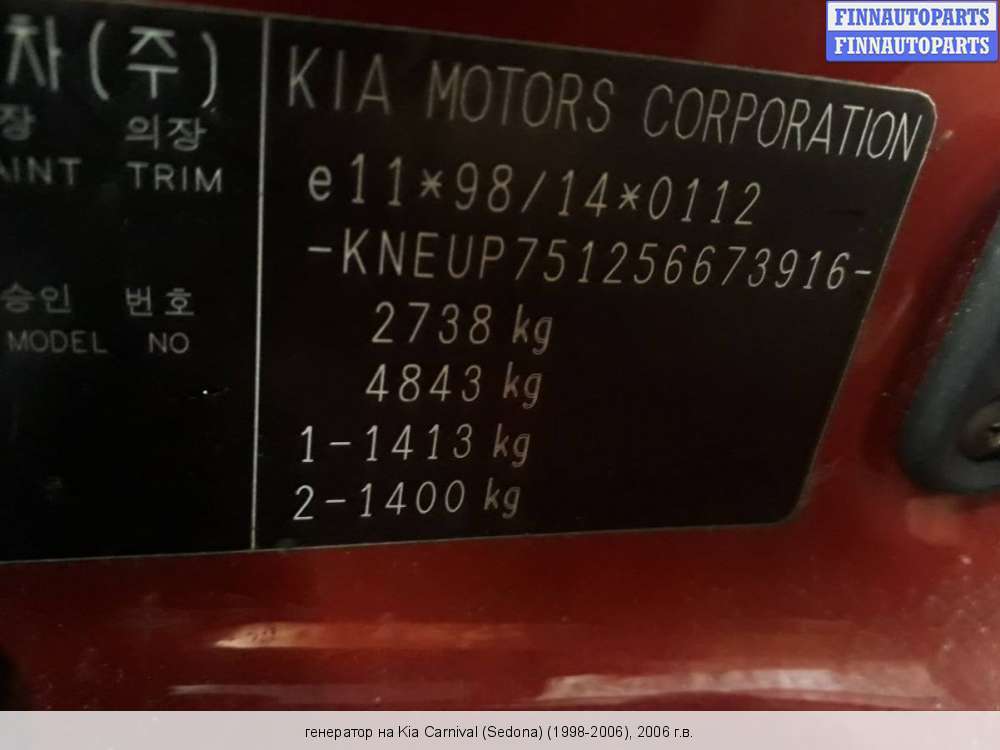 FINNAUTOPARTS
FINNAUTOPARTS
차(주)
장 의장
AINT TRIM
승인 번호
MODEL NO
KIA MOTORS CORPORATION
e11*98/14*0112
-KNEUP751256673916-
2738 kg
4843 kg
1-1413 kg
2-1400 kg
генератор на Kia Carnival (Sedona) (1998-2006), 2006 г.в.